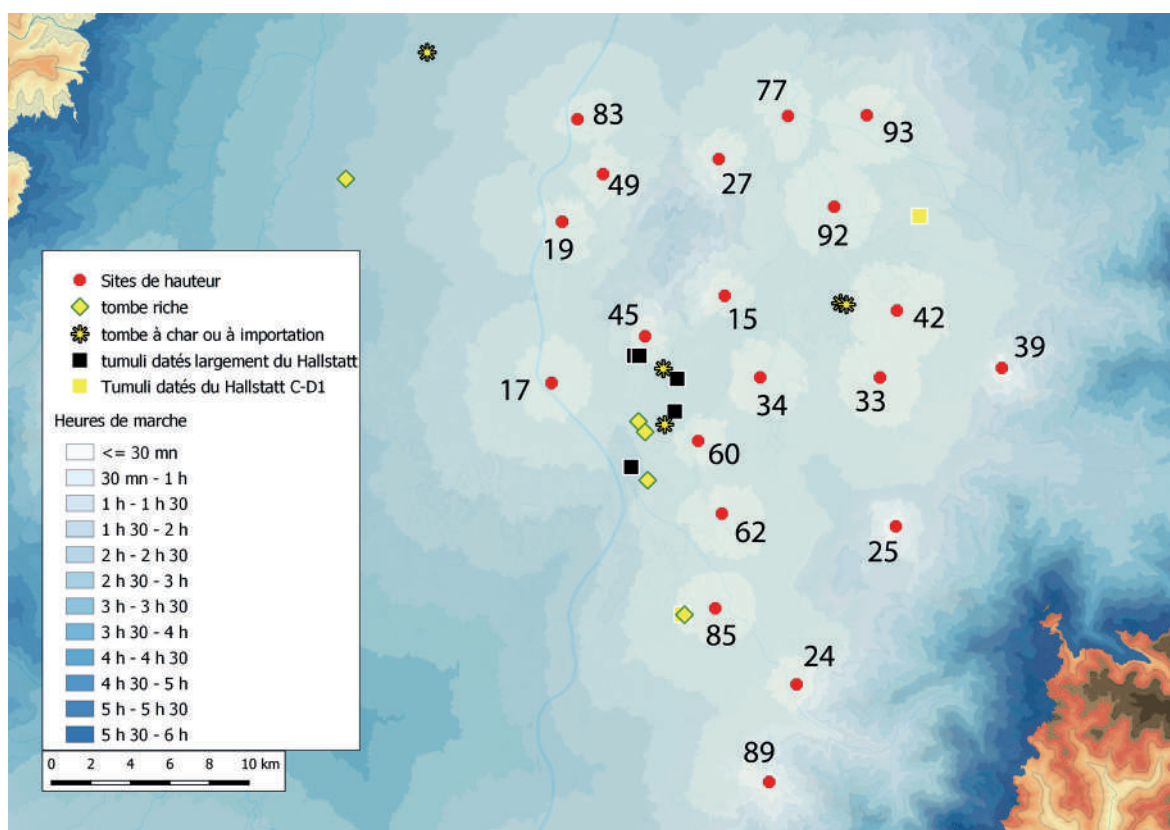 77
83
93
49
27
19
92
Sites de hauteur
tombe riche
tombe à char ou à importation
tumuli datés largement du Hallstatt
Tumuli datés du Hallstatt C-D1
Heures de marche
<= 30 mn
30 mn - 1 h
1 h - 1 h 30
1 h 30 - 2 h
2 h - 2 h 30
2 h 30 - 3 h
3 h - 3 h 30
3 h 30 - 4 h
4 h - 4 h 30
4 h 30 - 5 h
5 h - 5 h 30
5 h 30 - 6 h
0 2 4 6 8 10 km
45
15
42
39
17
34
33
60
62
25
85
24
89